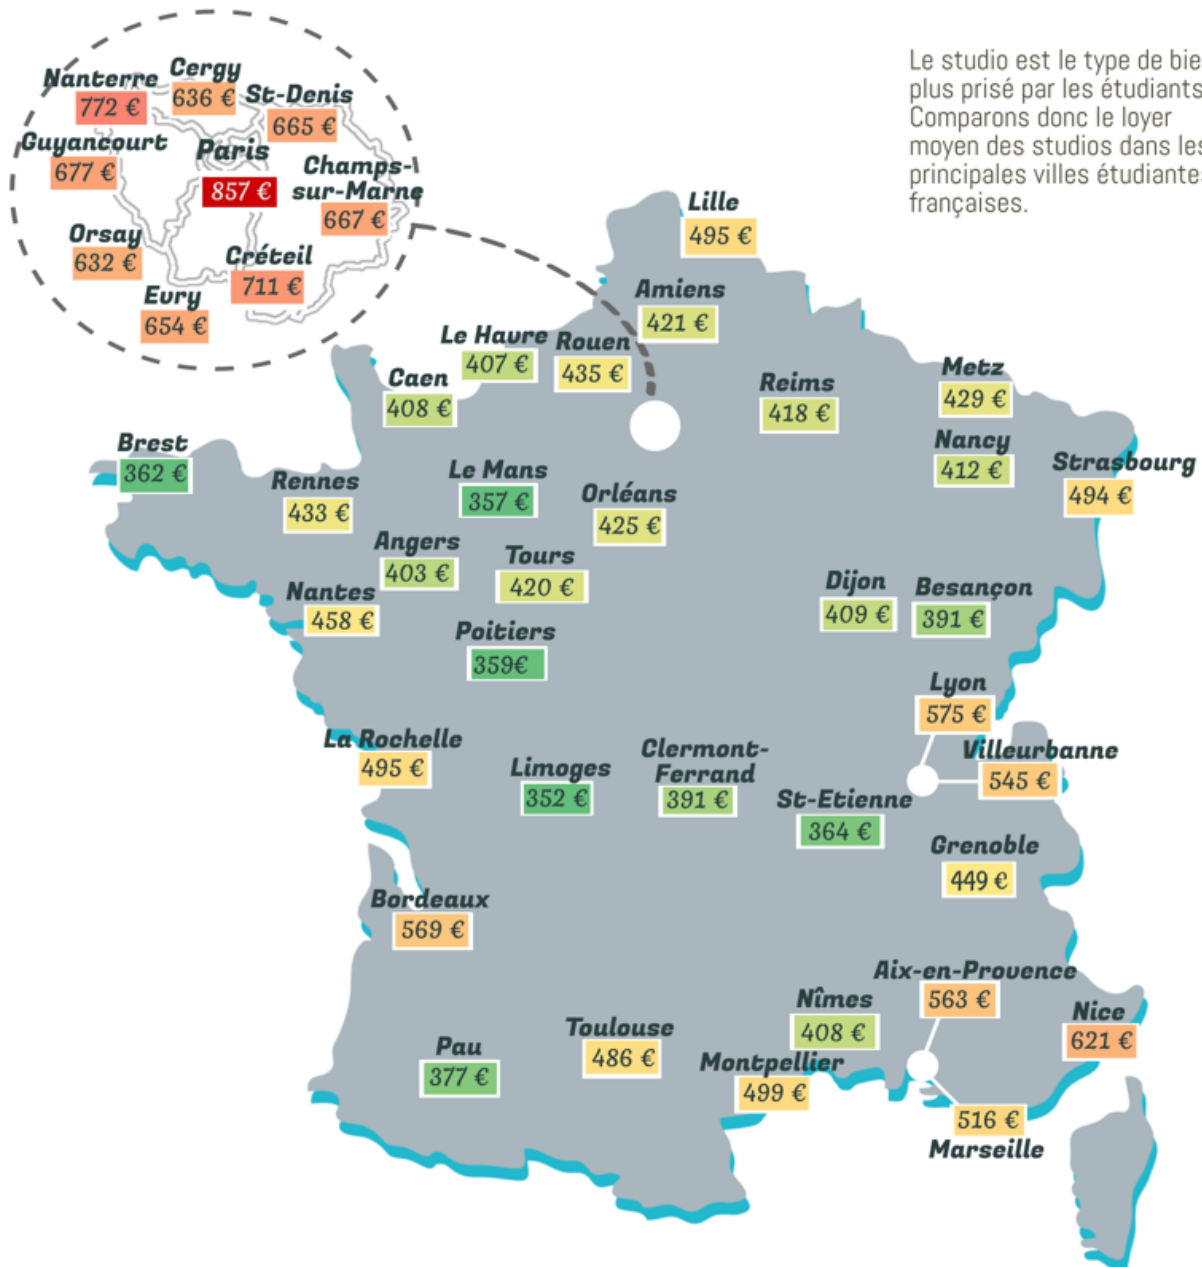 Le studio est le type de bie
plus prisé par les étudiants
Comparons donc le loyer
moyen des studios dans les
principales villes étudiantes
françaises.
Nanterre
772 €
Cergy
636 €
St-Denis
665 €
Guyancourt
677 €
Paris
857 €
Champs-
sur-Marne
667 €
Orsay
632 €
Créteil
711 €
Evry
654 €
Lille
495 €
Amiens
421 €
Le Havre
407 €
Rouen
435 €
Caen
408 €
Reims
418 €
Metz
429 €
Nancy
412 €
Strasbourg
494 €
Brest
362 €
Rennes
433 €
Le Mans
357 €
Orléans
425 €
Angers
403 €
Tours
420 €
Nantes
458 €
Dijon
409 €
Besançon
391 €
Poitiers
359€
Lyon
575 €
Villeurbanne
545 €
La Rochelle
495 €
Limoges
352 €
Clermont-
Ferrand
391 €
St-Etienne
364 €
Grenoble
449 €
Bordeaux
569 €
Aix-en-Provence
563 €
Nîmes
408 €
Nice
621 €
Toulouse
486 €
Pau
377 €
Montpellier
499 €
516 €
Marseille